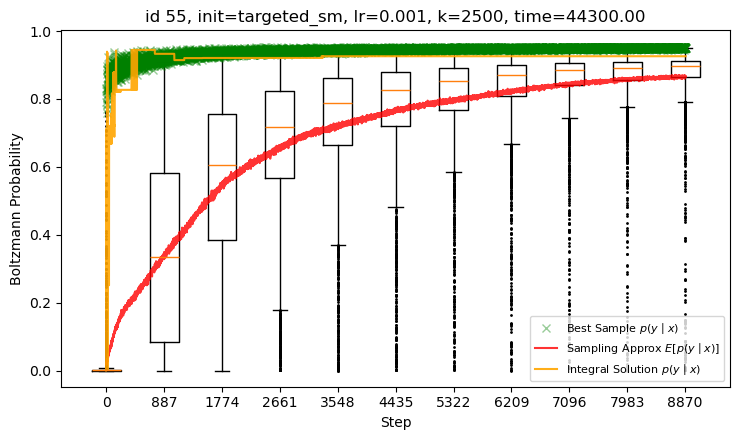 id 55, init=targeted_sm, lr=0.001, k=2500, time=44300.00
Boltzmann Probability
1.0
0.8
0.6
0.4
0.2
0.0
Best Sample p(y | x)
Sampling Approx E[p(y | x)]
Integral Solution p(y | x)
0 887 1774 2661 3548 4435 5322 6209 7096 7983 8870
Step